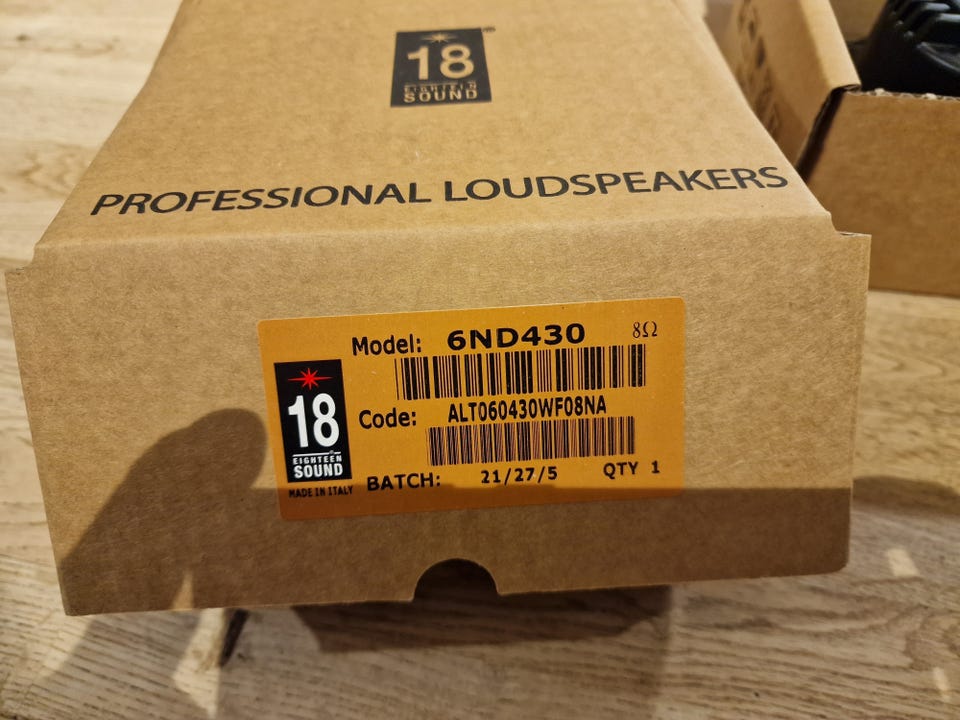 18
EIGHTEEN
SOUND
®
PROFESSIONAL LOUDSPEAKERS
Model: 6ND430 8Ω
Code: ALT060430WF08NA
18
EIGHTEEN
SOUND
MADE IN ITALY
BATCH: 21/27/5 QTY 1